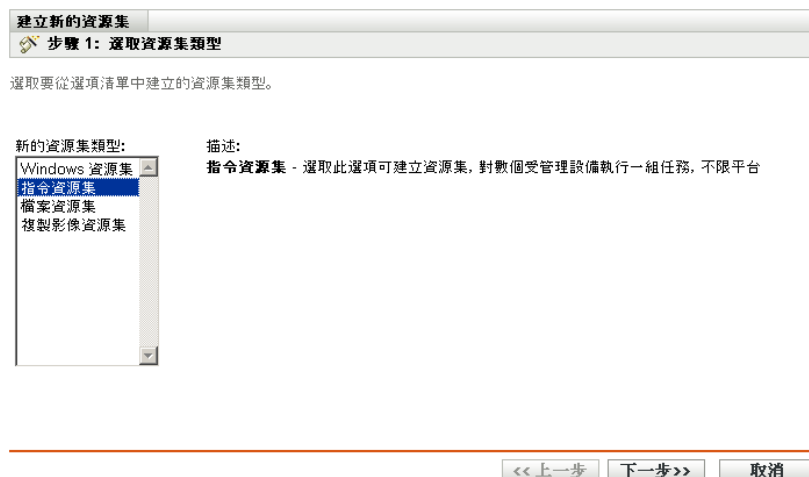 建立新的資源集
步驟 1: 選取資源集類型
選取要從選項清單中建立的資源集類型。
新的資源集類型:
Windows 資源集
指令資源集
檔案資源集
複製影像資源集
描述:
指令資源集 - 選取此選項可建立資源集, 對數個受管理設備執行一組任務, 不限平台
<<上一步
下一步>>
取消